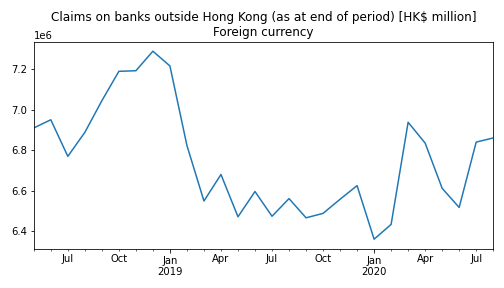 Claims on banks outside Hong Kong (as at end of period) [HK$ million]
Foreign currency
1e6
7.2
7.0
6.8
6.6
6.4
Jul Oct Jan Apr Jul Oct Jan Apr Jul
2019 2020